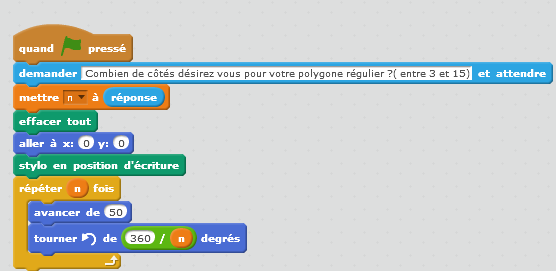 quand pressé
demander Combien de côtés désirez vous pour votre polygone régulier ?( entre 3 et 15) et attendre
mettre n à réponse
effacer tout
aller à x: 0 y: 0
stylo en position d'écriture
répéter n fois
avancer de 50
tourner de 360 / n degrés